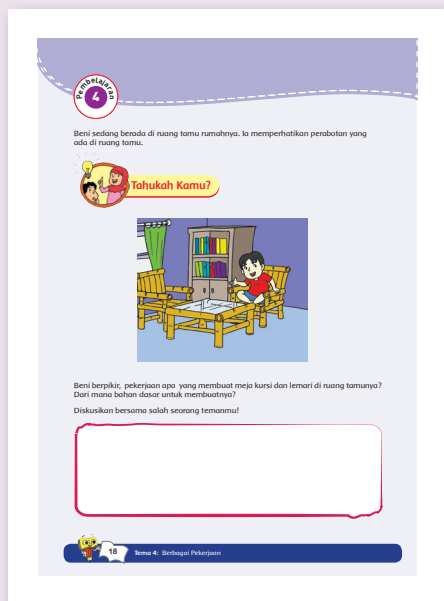 Pembelajaran
4
Beni sedang berada di ruang tamu rumahnya. Ia memperhatikan perabotan yang
ada di ruang tamu.
Tahukah Kamu?
Beni berpikir, pekerjaan apa yang membuat meja kursi dan lemari di ruang tamunya?
Dari mana bahan dasar untuk membuatnya?
Diskusikan bersama salah seorang temanmu!
18
Tema 4: Berbagai Pekerjaan